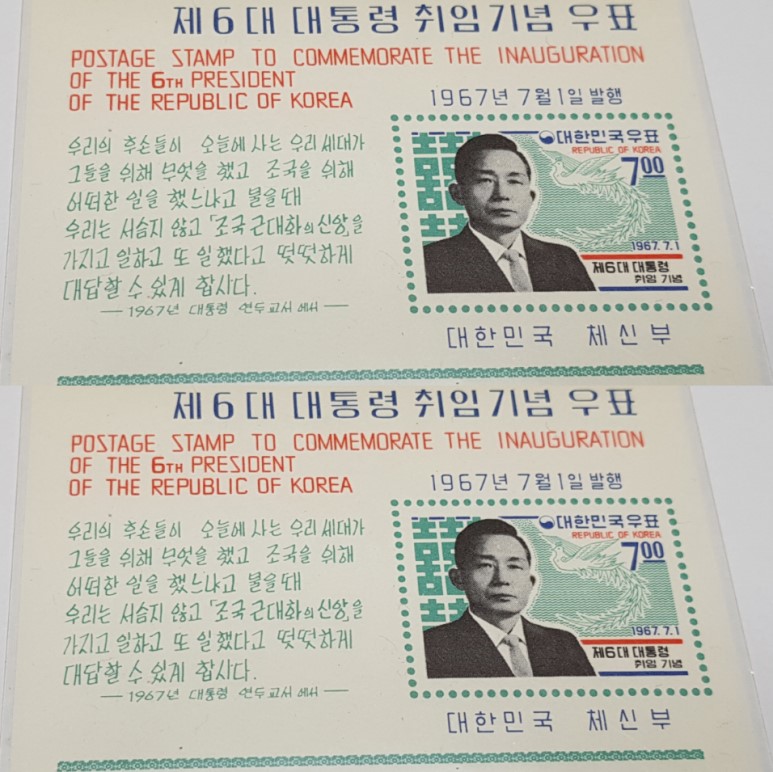 제6대 대통령 취임기념 우표
POSTAGE STAMP TO COMMEMORATE THE INAUGURATION
OF THE 6TH PRESIDENT
OF THE REPUBLIC OF KOREA
1967년 7월 1일 발행
우리의 후손들이 오늘에 사는 우리 세대가
그들을 위해 무엇을 했고 조국을 위해
어떠한 일을 했느냐고 물을 때
우리는 서슴지 않고 「조국 근대화의 신앙」을
가지고 일하고 또 일했다고 떳떳하게
대답할 수 있게 합시다.
— 1967년 대통령 연두교서에서 —
대한민국우표
REPUBLIC OF KOREA
700
1967. 7. 1
제6대 대통령
취임 기념
대한민국 체신부
제6대 대통령 취임기념 우표
POSTAGE STAMP TO COMMEMORATE THE INAUGURATION
OF THE 6TH PRESIDENT
OF THE REPUBLIC OF KOREA
1967년 7월 1일 발행
우리의 후손들이 오늘에 사는 우리 세대가
그들을 위해 무엇을 했고 조국을 위해
어떠한 일을 했느냐고 물을 때
우리는 서슴지 않고 「조국 근대화의 신앙」을
가지고 일하고 또 일했다고 떳떳하게
대답할 수 있게 합시다.
— 1967년 대통령 연두교서에서 —
대한민국우표
REPUBLIC OF KOREA
700
1967. 7. 1
제6대 대통령
취임 기념
대한민국 체신부